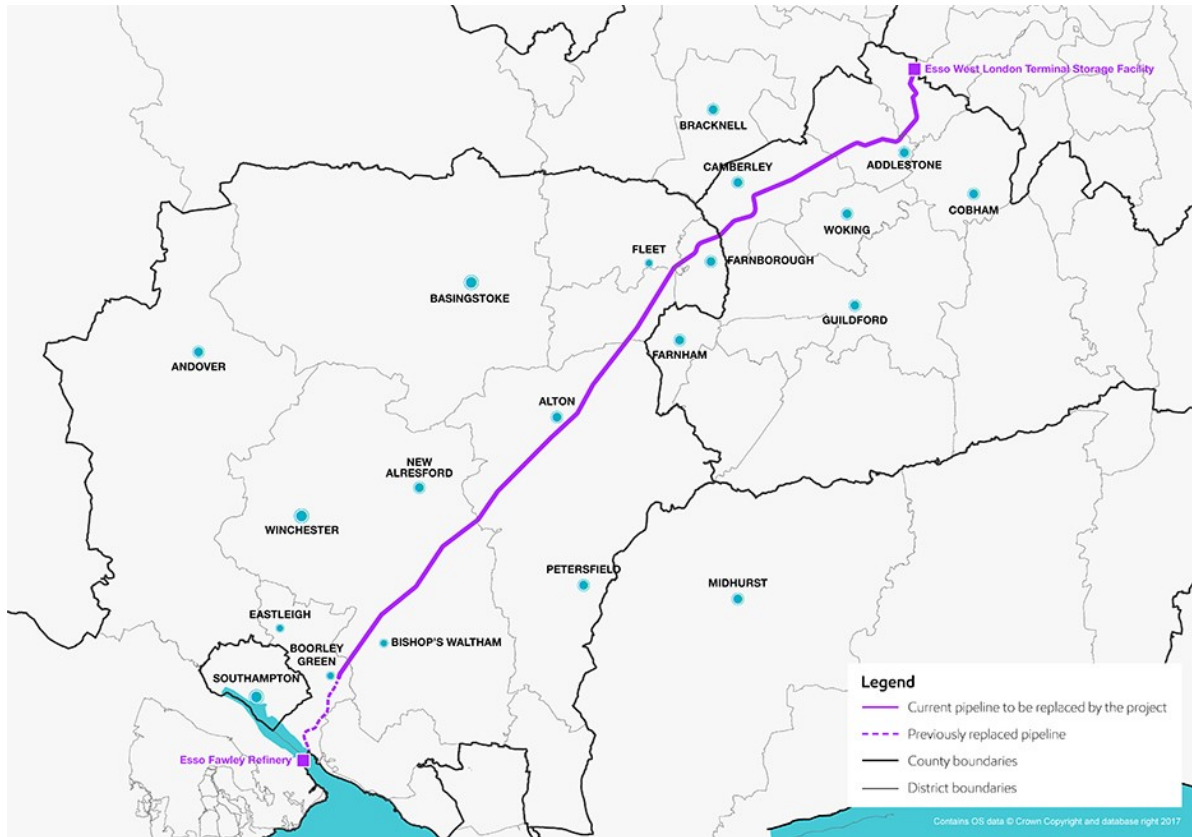 Esso West London Terminal Storage Facility
BRACKNELL
CAMBERLEY
ADDLESTONE
COBHAM
WOKING
FLEET
FARNBOROUGH
BASINGSTOKE
GUILDFORD
FARNHAM
ANDOVER
ALTON
NEW
ALRESFORD
WINCHESTER
PETERSFIELD
MIDHURST
EASTLEIGH
BISHOP'S WALTHAM
BOORLEY
GREEN
SOUTHAMPTON
Esso Fawley Refinery
Legend
Current pipeline to be replaced by the project
Previously replaced pipeline
County boundaries
District boundaries
Contains OS data © Crown Copyright and database right 2017